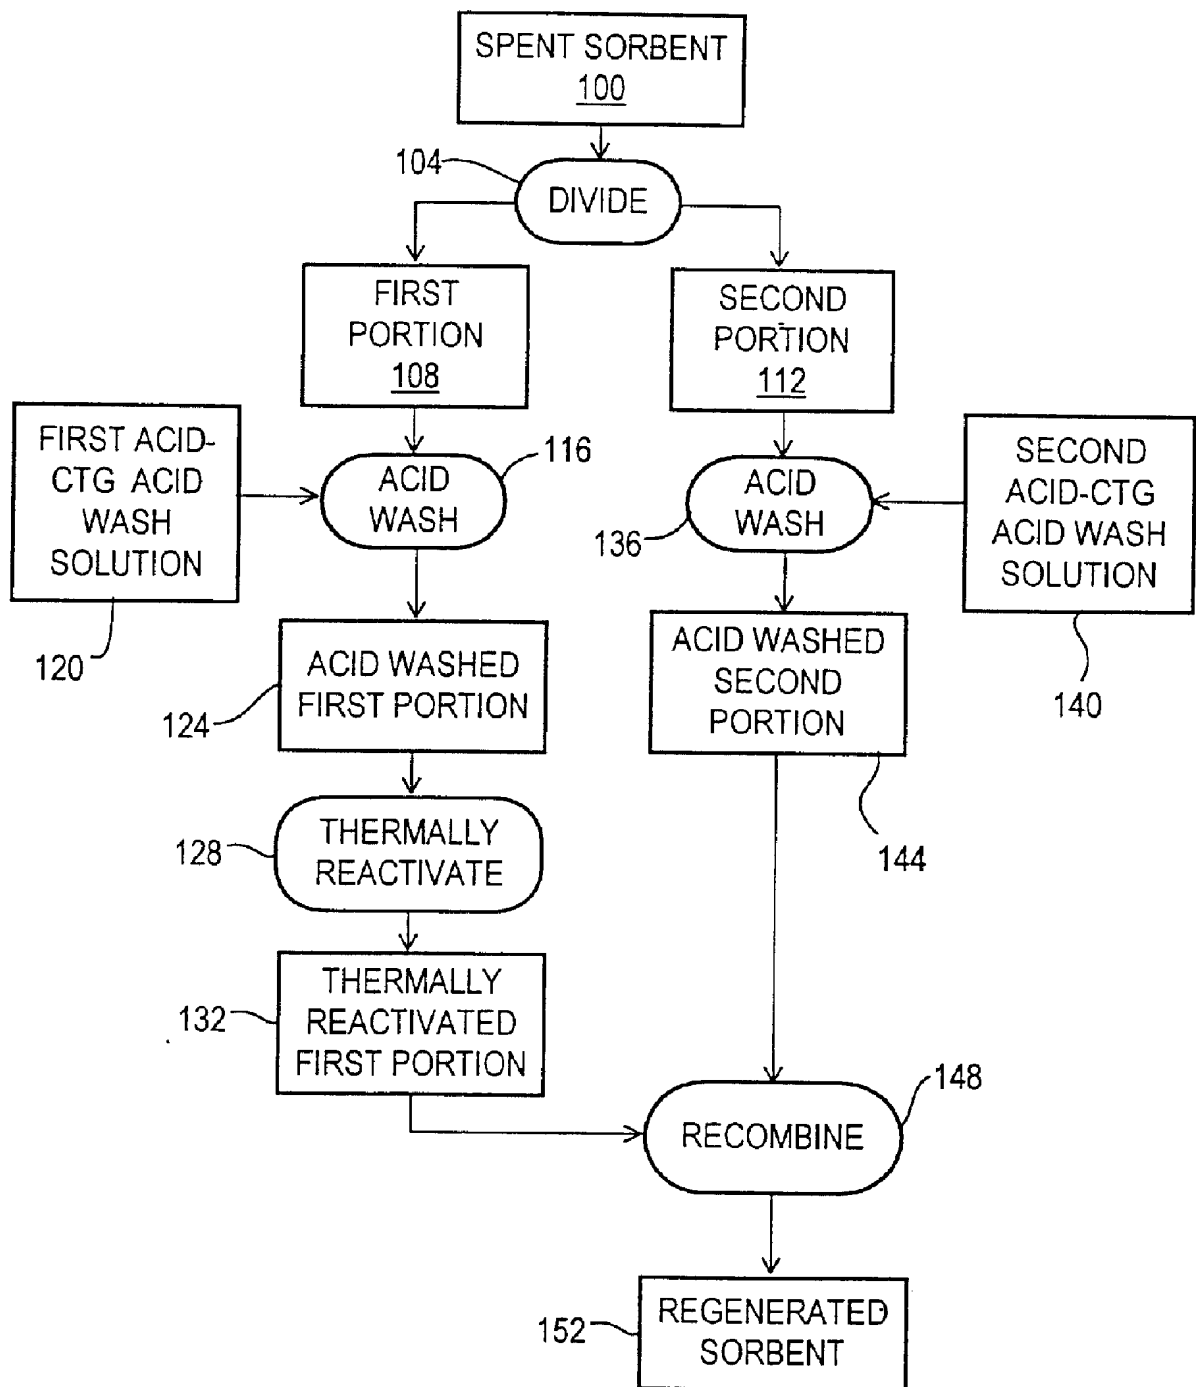 SPENT SORBENT
100
104
DIVIDE
FIRST
PORTION
108
SECOND
PORTION
112
FIRST ACID-
CTG ACID
WASH
SOLUTION
120
ACID
WASH
116
ACID
WASH
136
SECOND
ACID-CTG
ACID WASH
SOLUTION
140
ACID WASHED
FIRST PORTION
124
ACID WASHED
SECOND
PORTION
144
THERMALLY
REACTIVATE
128
THERMALLY
REACTIVATED
FIRST PORTION
132
RECOMBINE
148
REGENERATED
SORBENT
152